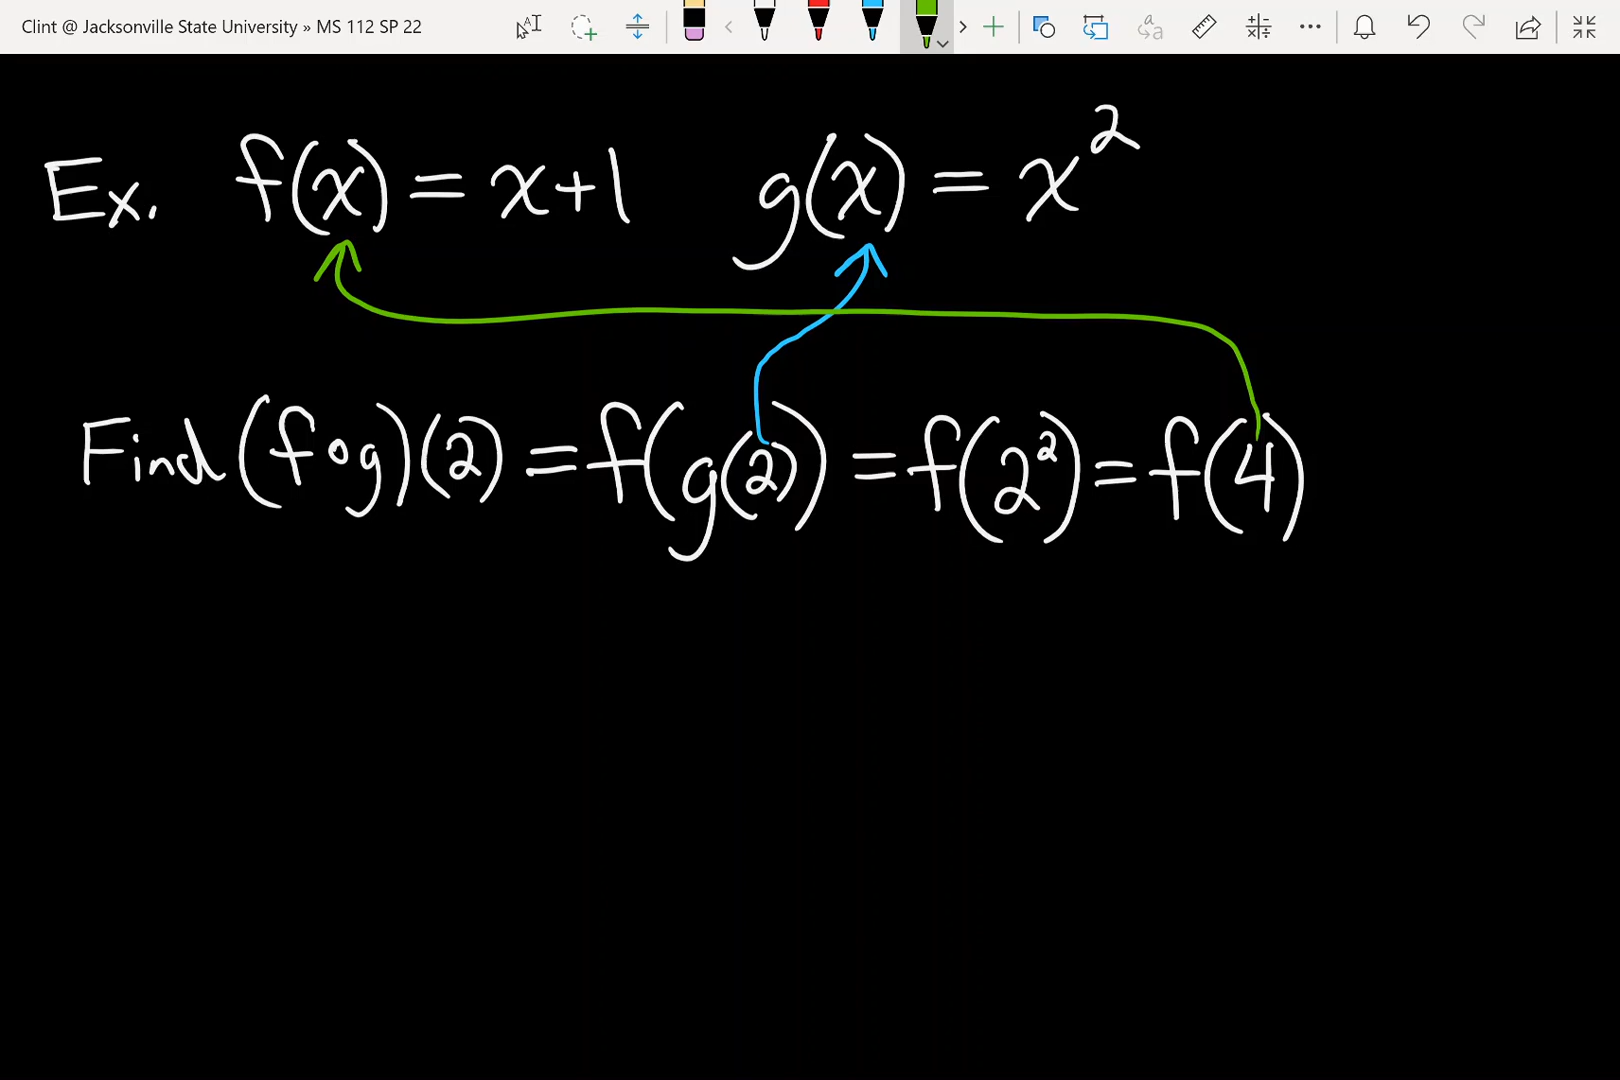 Clint @ Jacksonville State University » MS 112 SP 22
Ex. f(x) = x+1 g(x) = x²
Find (f∘g)(2) = f(g(2)) = f(2²) = f(4)